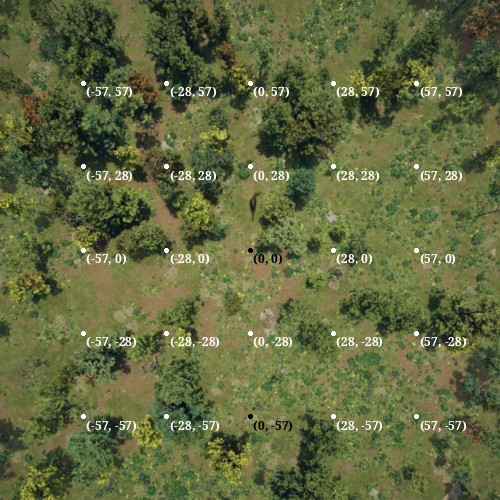 (-57, 57) (-28, 57) (0, 57) (28, 57) (57, 57)
(-57, 28) (-28, 28) (0, 28) (28, 28) (57, 28)
(-57, 0) (-28, 0) (0, 0) (28, 0) (57, 0)
(-57, -28) (-28, -28) (0, -28) (28, -28) (57, -28)
(-57, -57) (-28, -57) (0, -57) (28, -57) (57, -57)